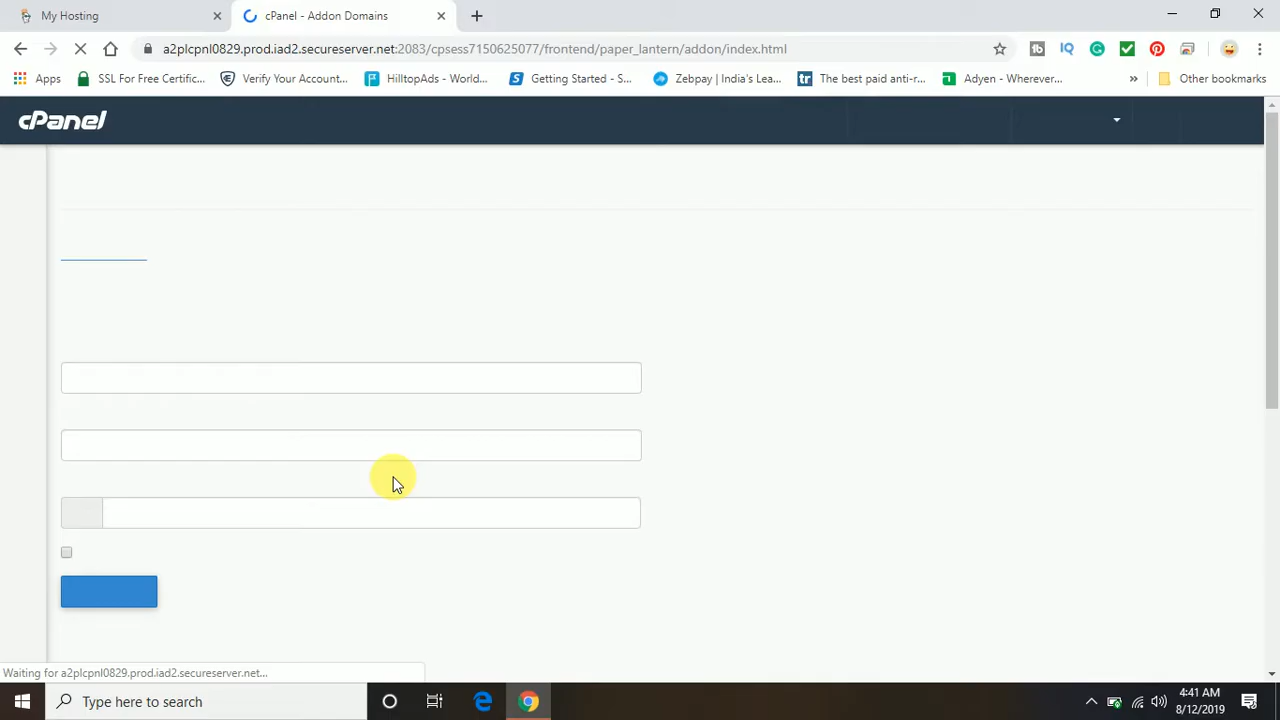 My Hosting
cPanel - Addon Domains
a2plcpnl0829.prod.iad2.secureserver.net:2083/cpsess7150625077/frontend/paper_lantern/addon/index.html
Apps
SSL For Free Certific...
Verify Your Account...
HilltopAds - World...
Getting Started - S...
Zebpay | India's Lea...
The best paid anti-r...
Adyen - Wherever...
Other bookmarks
cPanel
Waiting for a2plcpnl0829.prod.iad2.secureserver.net...
Type here to search
4:41 AM
8/12/2019